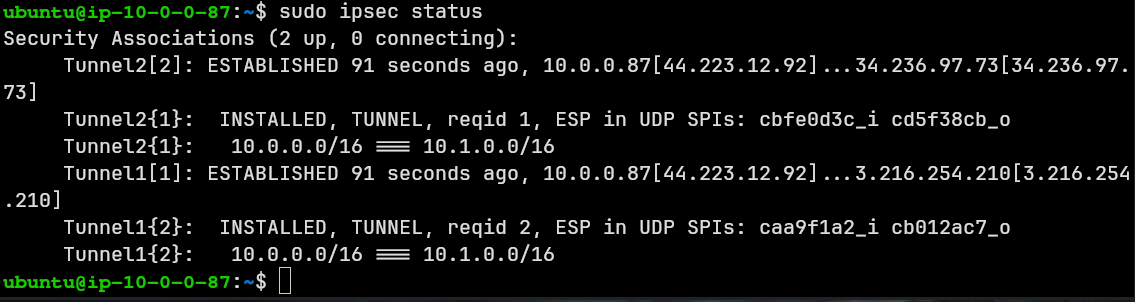 ubuntu@ip-10-0-0-87:~$ sudo ipsec status
Security Associations (2 up, 0 connecting):
     Tunnel2[2]: ESTABLISHED 91 seconds ago, 10.0.0.87[44.223.12.92]...34.236.97.73[34.236.97.
73]
     Tunnel2{1}:  INSTALLED, TUNNEL, reqid 1, ESP in UDP SPIs: cbfe0d3c_i cd5f38cb_o
     Tunnel2{1}:   10.0.0.0/16 === 10.1.0.0/16
     Tunnel1[1]: ESTABLISHED 91 seconds ago, 10.0.0.87[44.223.12.92]...3.216.254.210[3.216.254
.210]
     Tunnel1{2}:  INSTALLED, TUNNEL, reqid 2, ESP in UDP SPIs: caa9f1a2_i cb012ac7_o
     Tunnel1{2}:   10.0.0.0/16 === 10.1.0.0/16
ubuntu@ip-10-0-0-87:~$